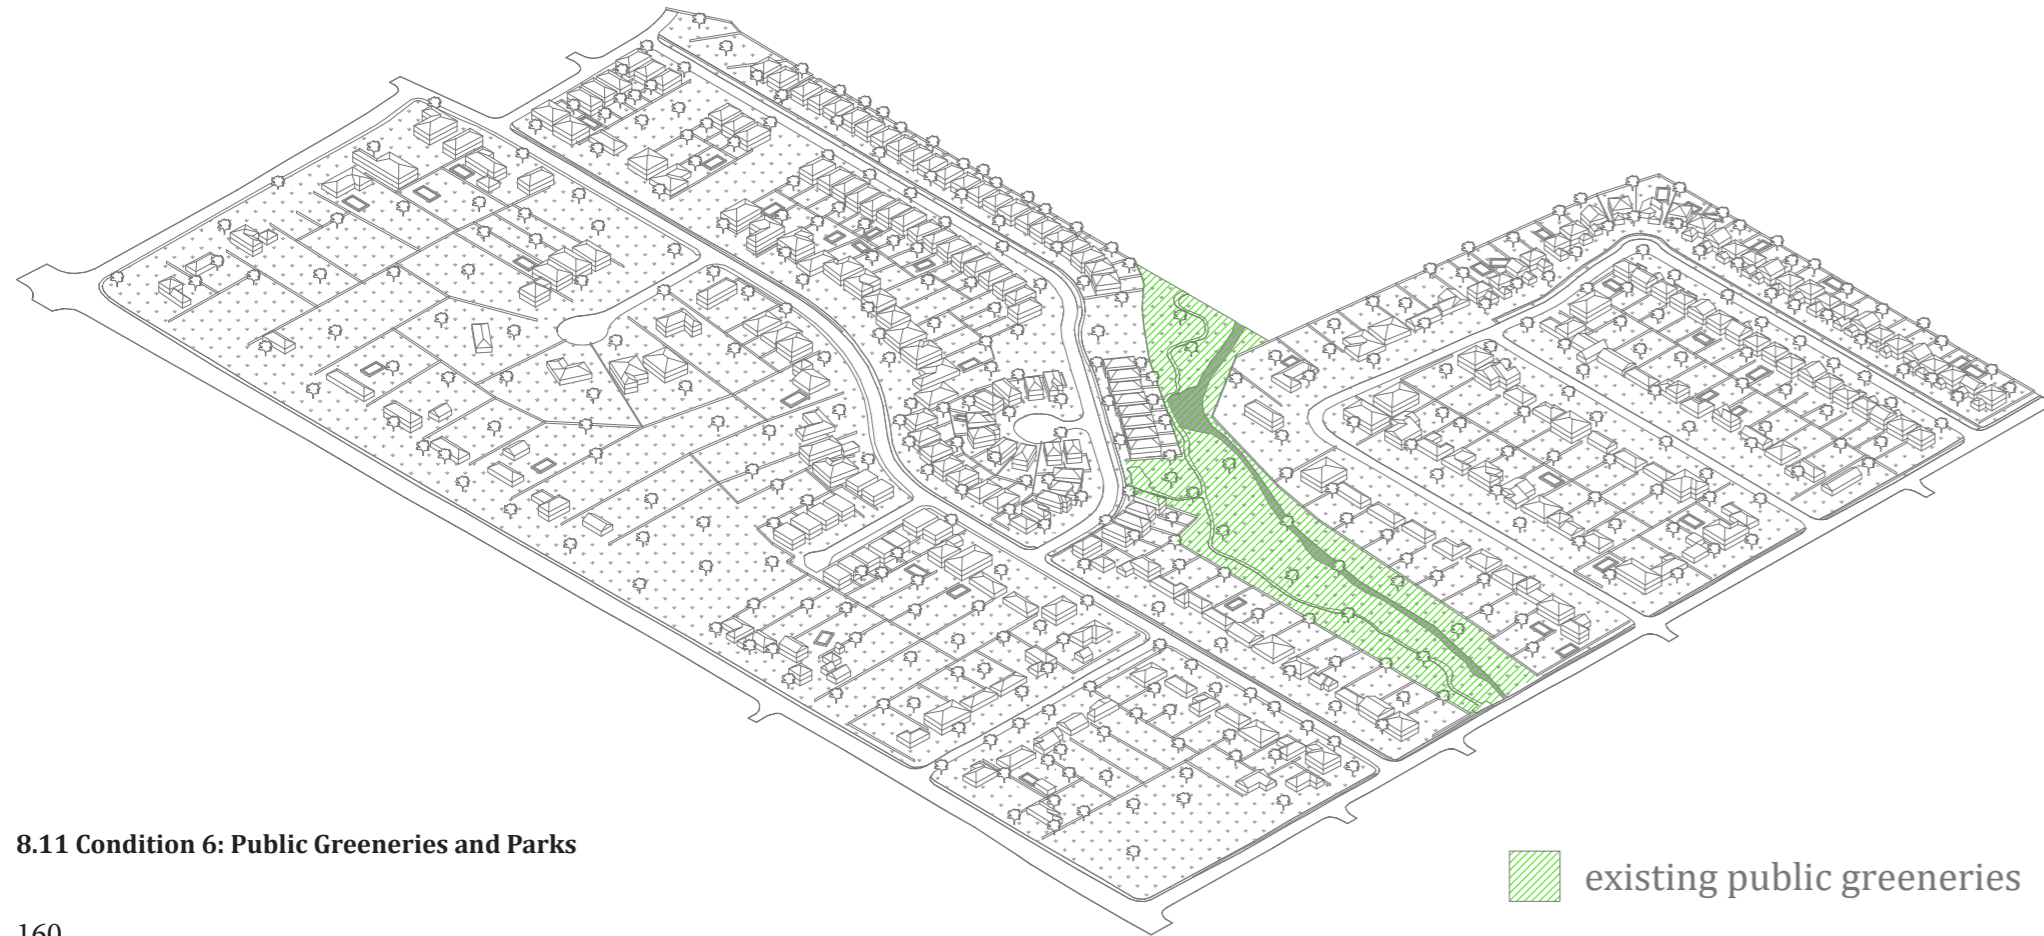 8.11 Condition 6: Public Greeneries and Parks
existing public greeneries
160